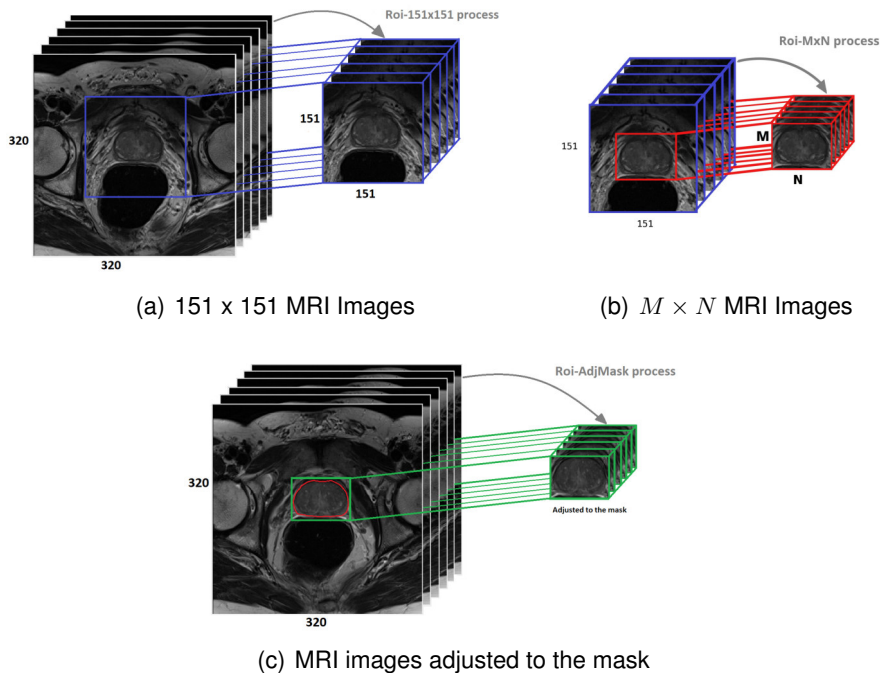 Roi-151x151 process
320
151
151
320
(a) 151 x 151 MRI Images
Roi-MxN process
151
M
N
151
(b) M × N MRI Images
Roi-AdjMask process
320
Adjusted to the mask
320
(c) MRI images adjusted to the mask